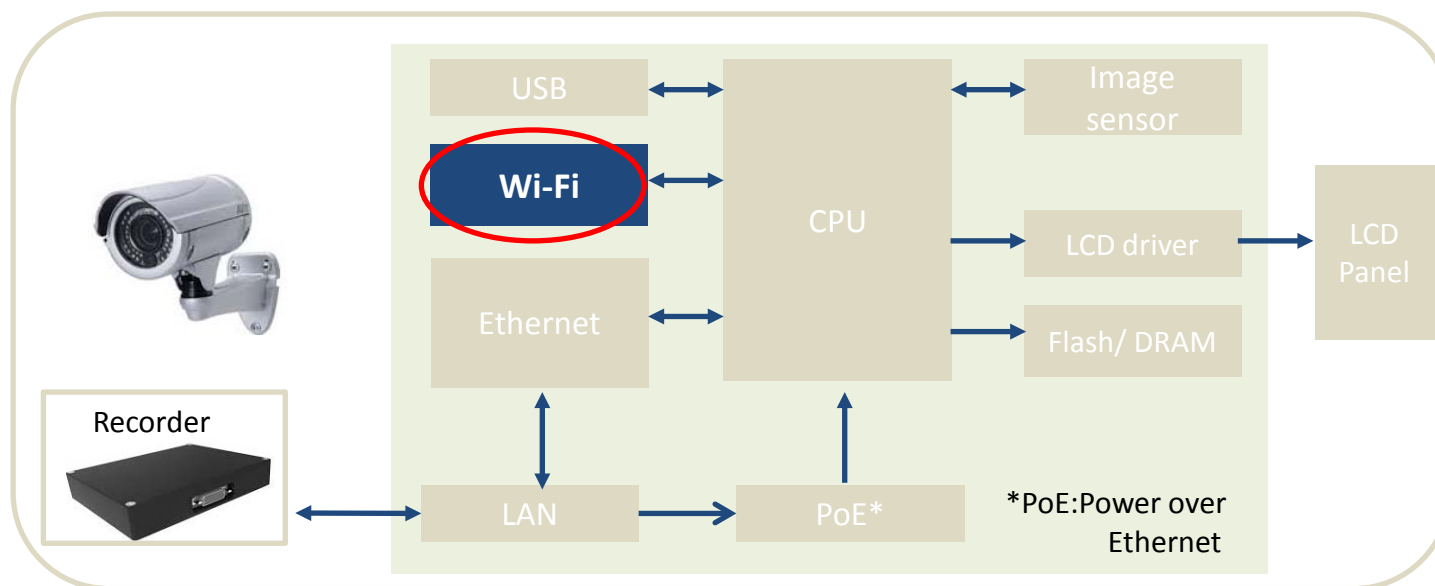 USB
Image
sensor
Wi-Fi
CPU
LCD driver
LCD
Panel
Ethernet
Flash/ DRAM
Recorder
LAN
PoE*
*PoE:Power over
Ethernet